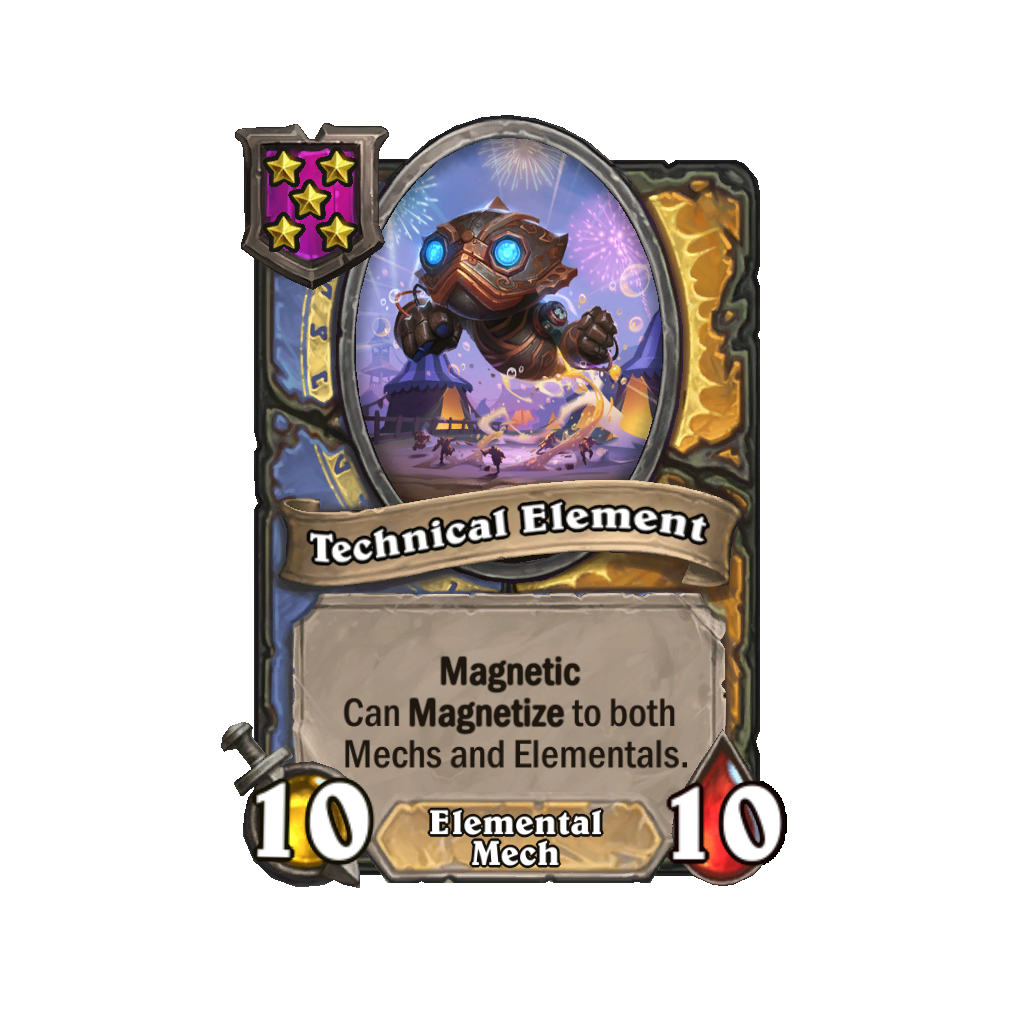 Technical Element
Magnetic
Can Magnetize to both
Mechs and Elementals.
10
Elemental
Mech
10